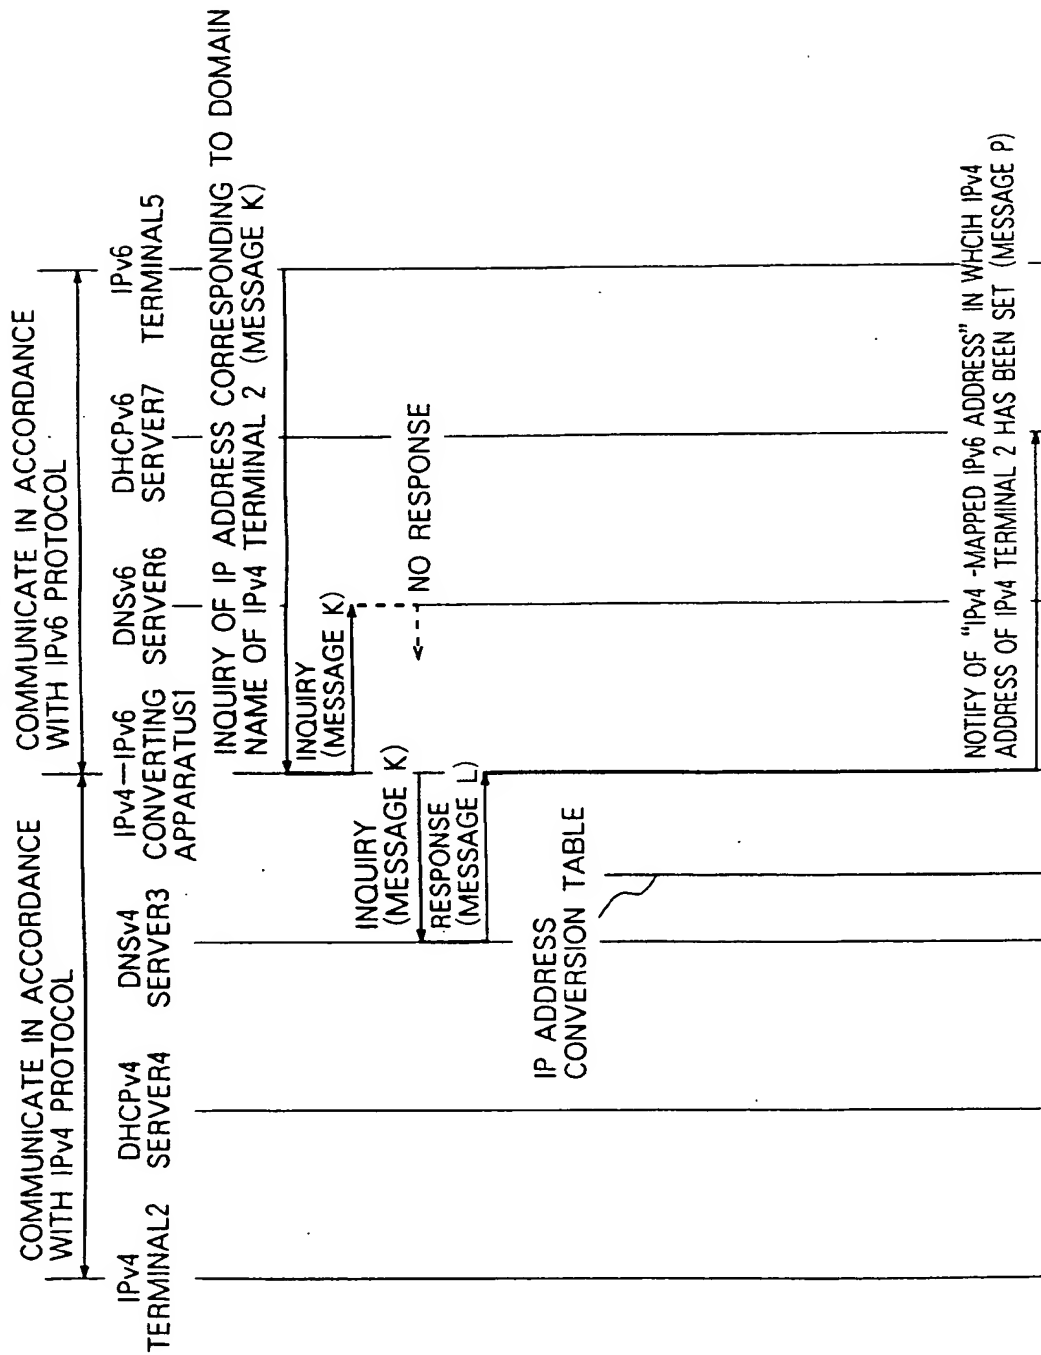 COMMUNICATE IN ACCORDANCE
WITH IPv4 PROTOCOL
COMMUNICATE IN ACCORDANCE
WITH IPv6 PROTOCOL
IPv4
TERMINAL2
DHCPv4
SERVER4
DNSv4
SERVER3
IPv4—IPv6
CONVERTING
APPARATUS1
DNSv6
SERVER6
DHCPv6
SERVER7
IPv6
TERMINAL5
INQUIRY OF IP ADDRESS CORRESPONDING TO DOMAIN
NAME OF IPv4 TERMINAL 2 (MESSAGE K)
INQUIRY
(MESSAGE K)
NO RESPONSE
INQUIRY
(MESSAGE K)
RESPONSE
(MESSAGE L)
IP ADDRESS
CONVERSION TABLE
NOTIFY OF "IPv4 -MAPPED IPv6 ADDRESS" IN WHCIH IPv4
ADDRESS OF IPv4 TERMINAL 2 HAS BEEN SET (MESSAGE P)